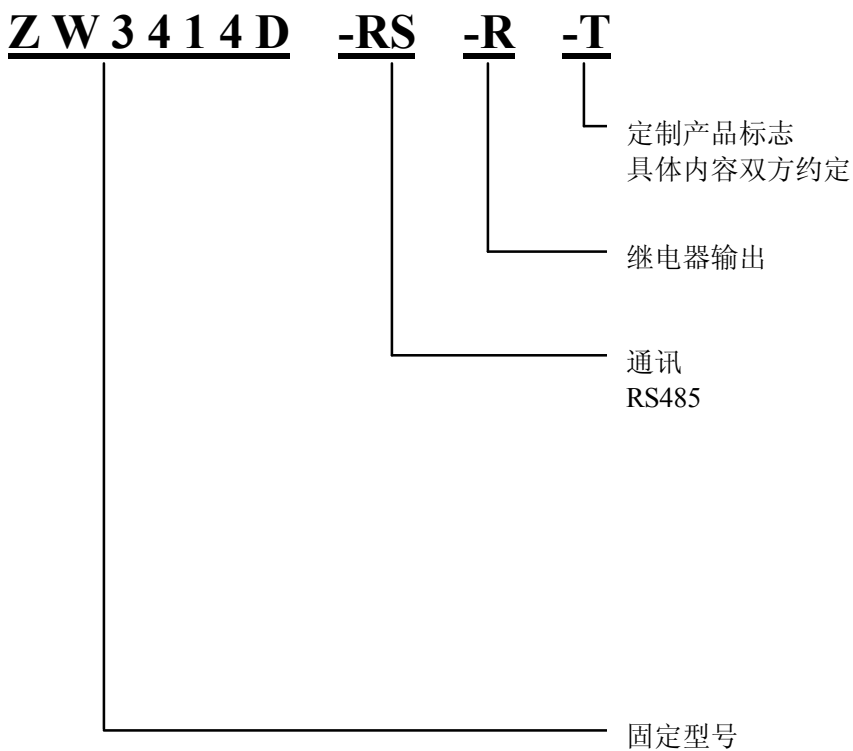 ZW3414D -RS -R -T
定制产品标志
具体内容双方约定
继电器输出
通讯
RS485
固定型号